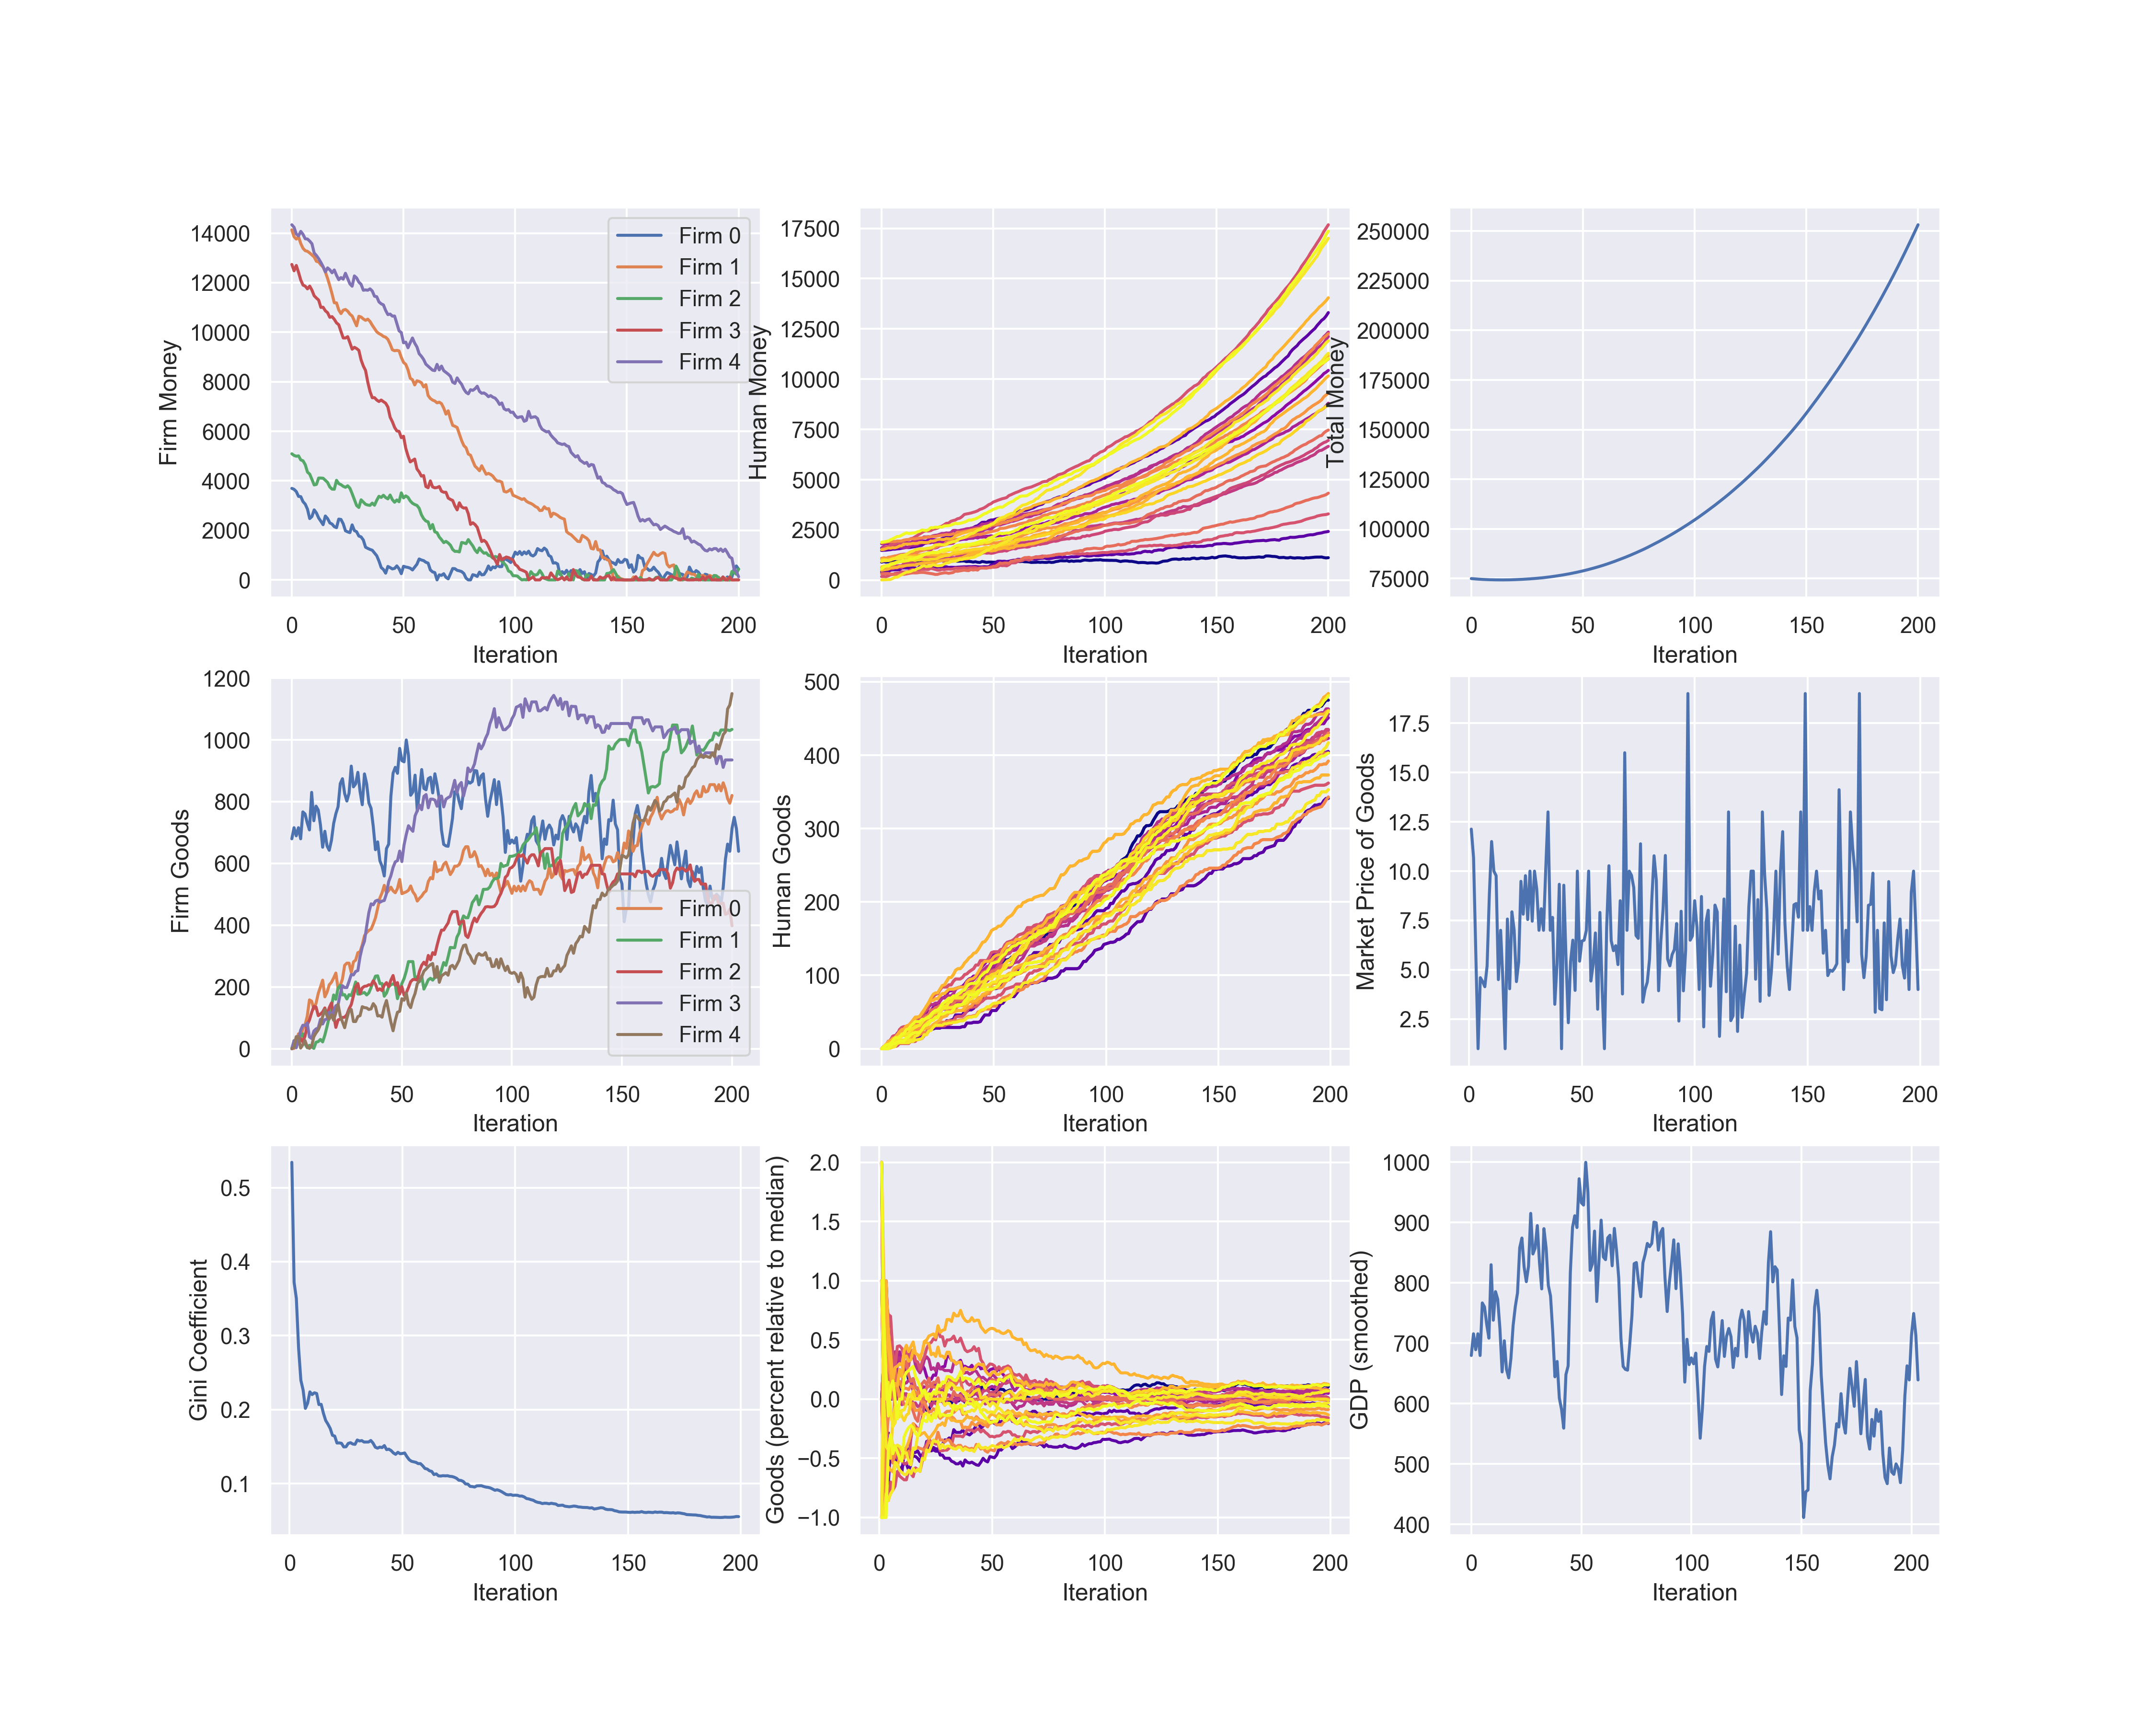 Firm Money
14000
12000
10000
8000
6000
4000
2000
0
0 50 100 150 200
Iteration
Firm 0
Firm 1
Firm 2
Firm 3
Firm 4
Human Money
17500
15000
12500
10000
7500
5000
2500
0
0 50 100 150 200
Iteration
Total Money
250000
225000
200000
175000
150000
125000
100000
75000
0 50 100 150 200
Iteration
Firm Goods
1200
1000
800
600
400
200
0
0 50 100 150 200
Iteration
Firm 0
Firm 1
Firm 2
Firm 3
Firm 4
Human Goods
500
400
300
200
100
0
0 50 100 150 200
Iteration
Market Price of Goods
17.5
15.0
12.5
10.0
7.5
5.0
2.5
0 50 100 150 200
Iteration
Gini Coefficient
0.5
0.4
0.3
0.2
0.1
0 50 100 150 200
Iteration
Goods (percent relative to median)
2.0
1.5
1.0
0.5
0.0
−0.5
−1.0
0 50 100 150 200
Iteration
GDP (smoothed)
1000
900
800
700
600
500
400
0 50 100 150 200
Iteration